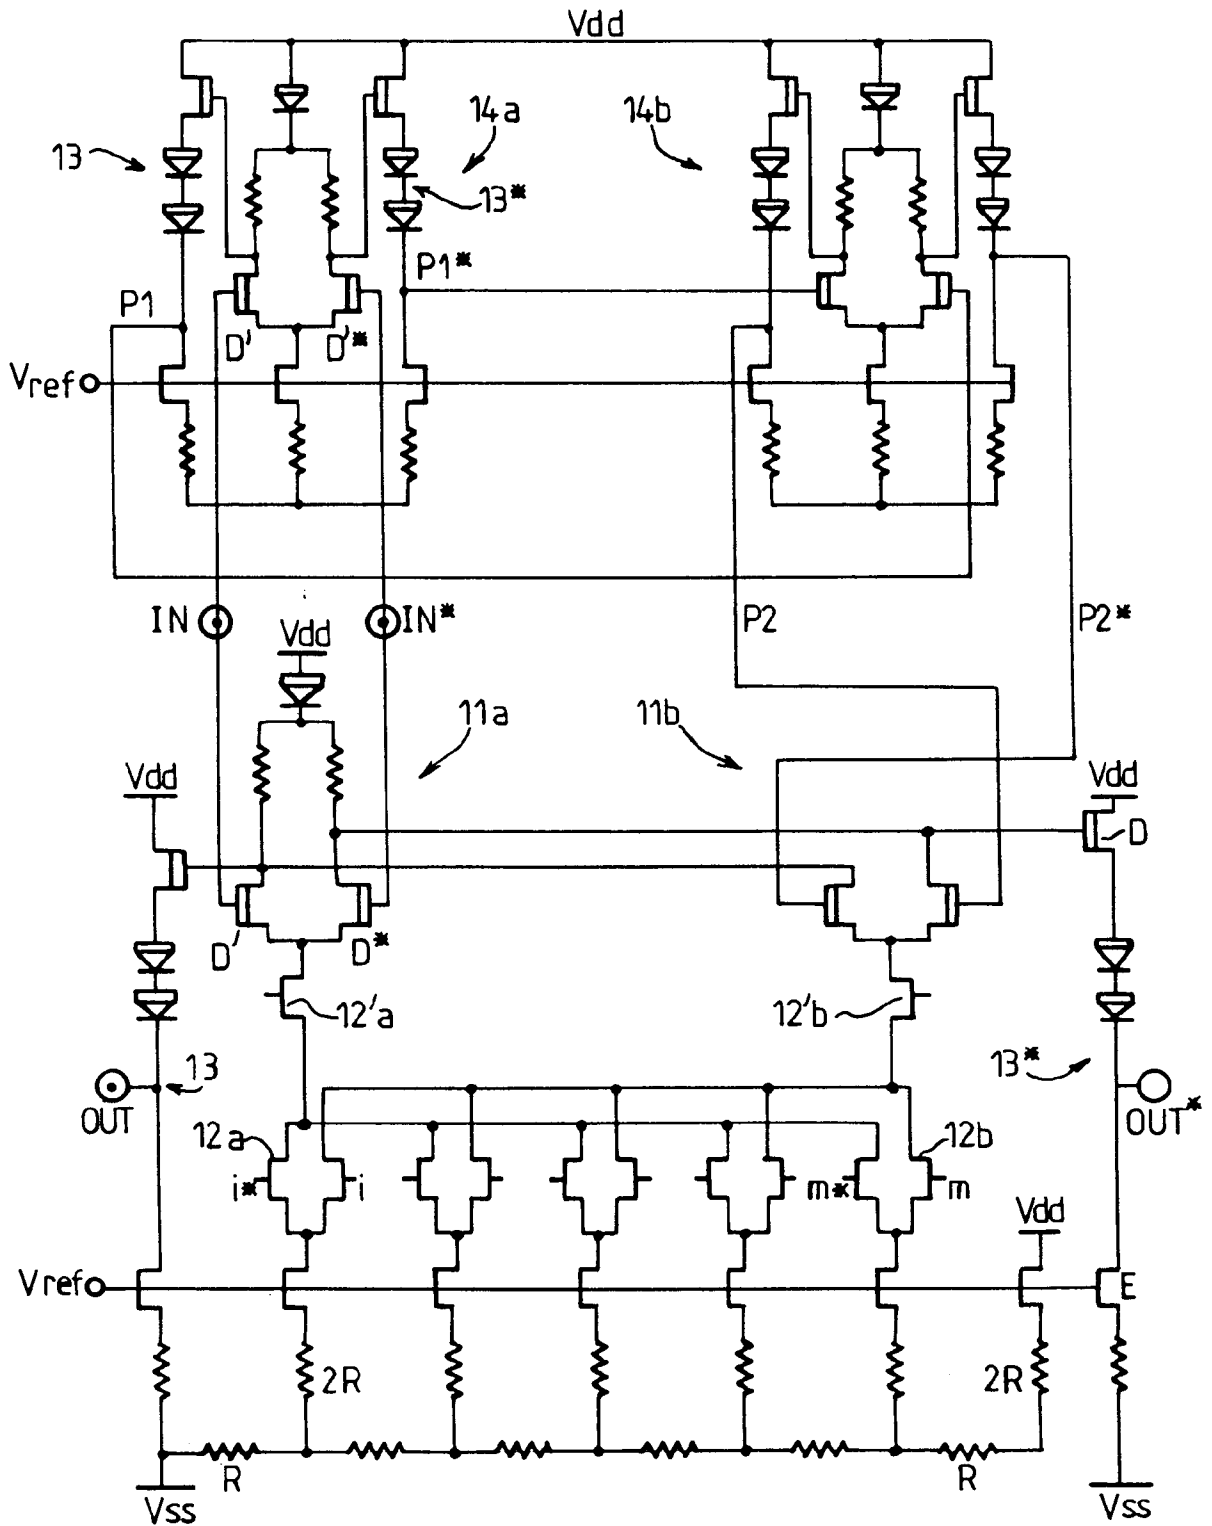 Vdd
14a
14b
13
13*
P1*
P1
D'
D'*
Vref
IN
IN*
P2
P2*
Vdd
11a
11b
Vdd
Vdd
D
D'
D*
12'a
12'b
13
13*
OUT
OUT*
12a
12b
i*
i
m*
m
Vdd
Vref
E
2R
2R
R
R
Vss
Vss